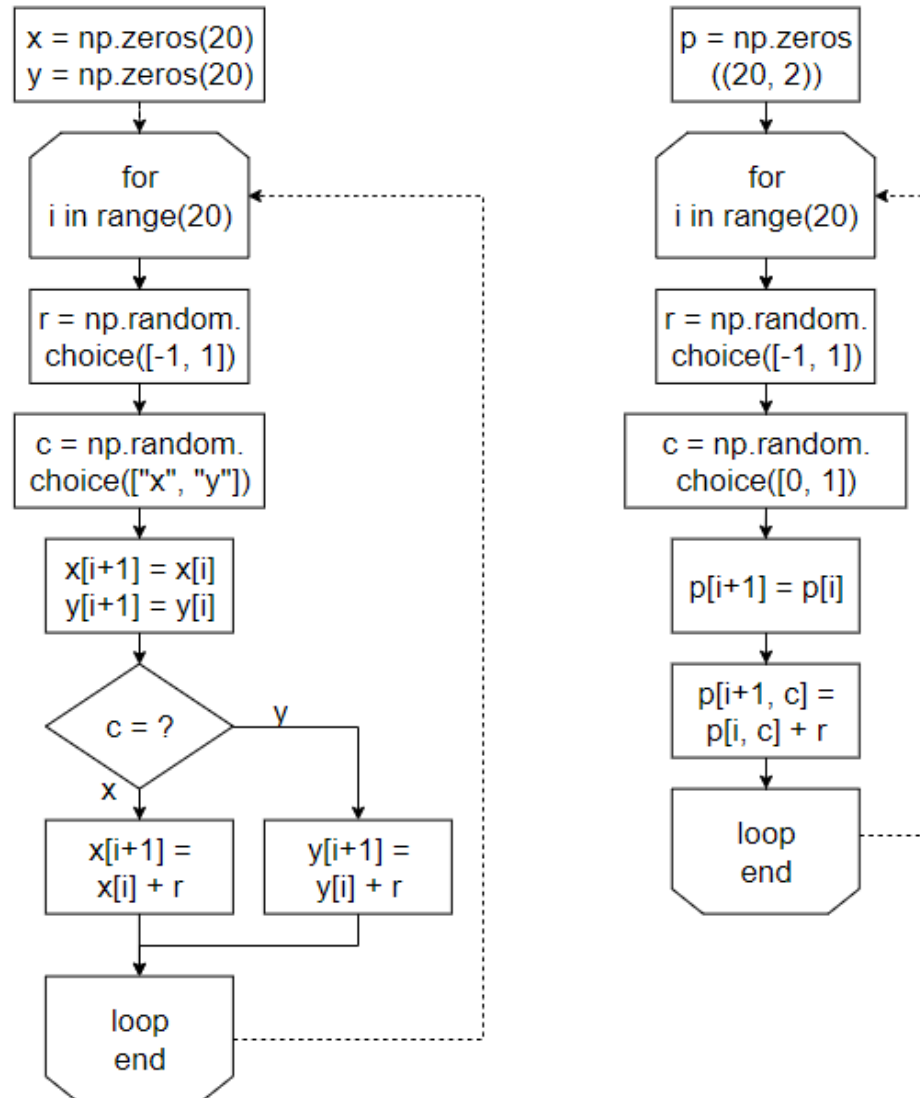 x = np.zeros(20)
y = np.zeros(20)
for
i in range(20)
r = np.random.
choice([-1, 1])
c = np.random.
choice(["x", "y"])
x[i+1] = x[i]
y[i+1] = y[i]
c = ?
y
x
x[i+1] =
x[i] + r
y[i+1] =
y[i] + r
loop
end
p = np.zeros
((20, 2))
for
i in range(20)
r = np.random.
choice([-1, 1])
c = np.random.
choice([0, 1])
p[i+1] = p[i]
p[i+1, c] =
p[i, c] + r
loop
end